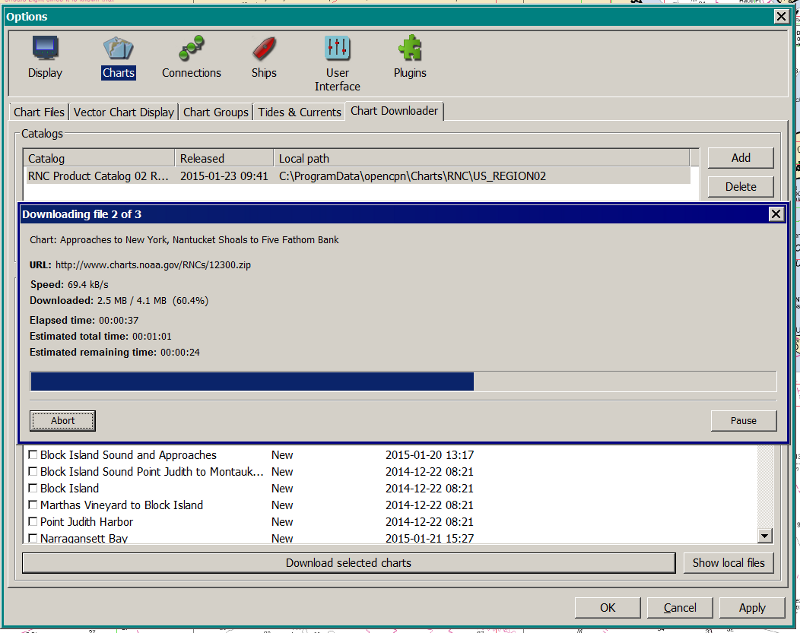 Options
Display
Charts
Connections
Ships
User
Interface
Plugins
Chart Files
Vector Chart Display
Chart Groups
Tides & Currents
Chart Downloader
Catalogs
Catalog
Released
Local path
Add
RNC Product Catalog 02 R...
2015-01-23 09:41
C:\ProgramData\opencpn\Charts\RNC\US_REGION02
Delete
Downloading file 2 of 3
Chart: Approaches to New York, Nantucket Shoals to Five Fathom Bank
URL: http://www.charts.noaa.gov/RNCs/12300.zip
Speed: 69.4 kB/s
Downloaded: 2.5 MB / 4.1 MB (60.4%)
Elapsed time: 00:00:37
Estimated total time: 00:01:01
Estimated remaining time: 00:00:24
Abort
Pause
Block Island Sound and Approaches New 2015-01-20 13:17
Block Island Sound Point Judith to Montauk... New 2014-12-22 08:21
Block Island New 2014-12-22 08:21
Marthas Vineyard to Block Island New 2014-12-22 08:21
Point Judith Harbor New 2014-12-22 08:21
Narragansett Bay New 2015-01-21 15:27
Download selected charts
Show local files
OK
Cancel
Apply